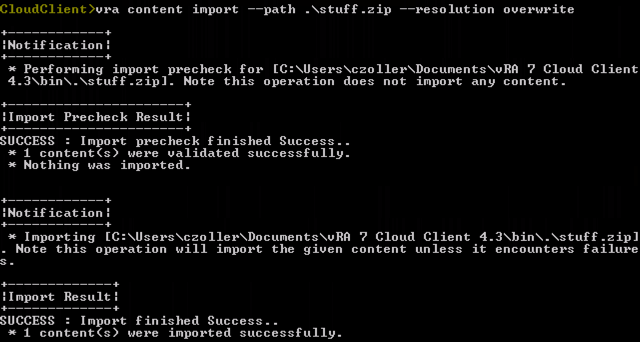 CloudClient>vra content import --path .\stuff.zip --resolution overwrite
+------------+
¦Notification¦
+------------+
* Performing import precheck for [C:\Users\czoller\Documents\vRA 7 Cloud Client
4.3\bin\.\stuff.zip]. Note this operation does not import any content.
+----------------------+
¦Import Precheck Result¦
+----------------------+
SUCCESS : Import precheck finished Success..
* 1 content(s) were validated successfully.
* Nothing was imported.
+------------+
¦Notification¦
+------------+
* Importing [C:\Users\czoller\Documents\vRA 7 Cloud Client 4.3\bin\.\stuff.zip]
. Note this operation will import the given content unless it encounters failure
s.
+-------------+
¦Import Result¦
+-------------+
SUCCESS : Import finished Success..
* 1 content(s) were imported successfully.